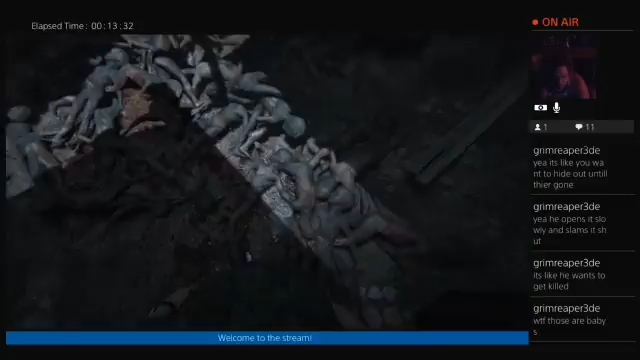 Elapsed Time : 00:13:32
ON AIR
1
11
grimreaper3de
yea its like you wa
nt to hide out untill
thier gone
grimreaper3de
yea he opens it slo
wly and slams it sh
ut
grimreaper3de
its like he wants to
get killed
grimreaper3de
wtf those are baby
s
Welcome to the stream!